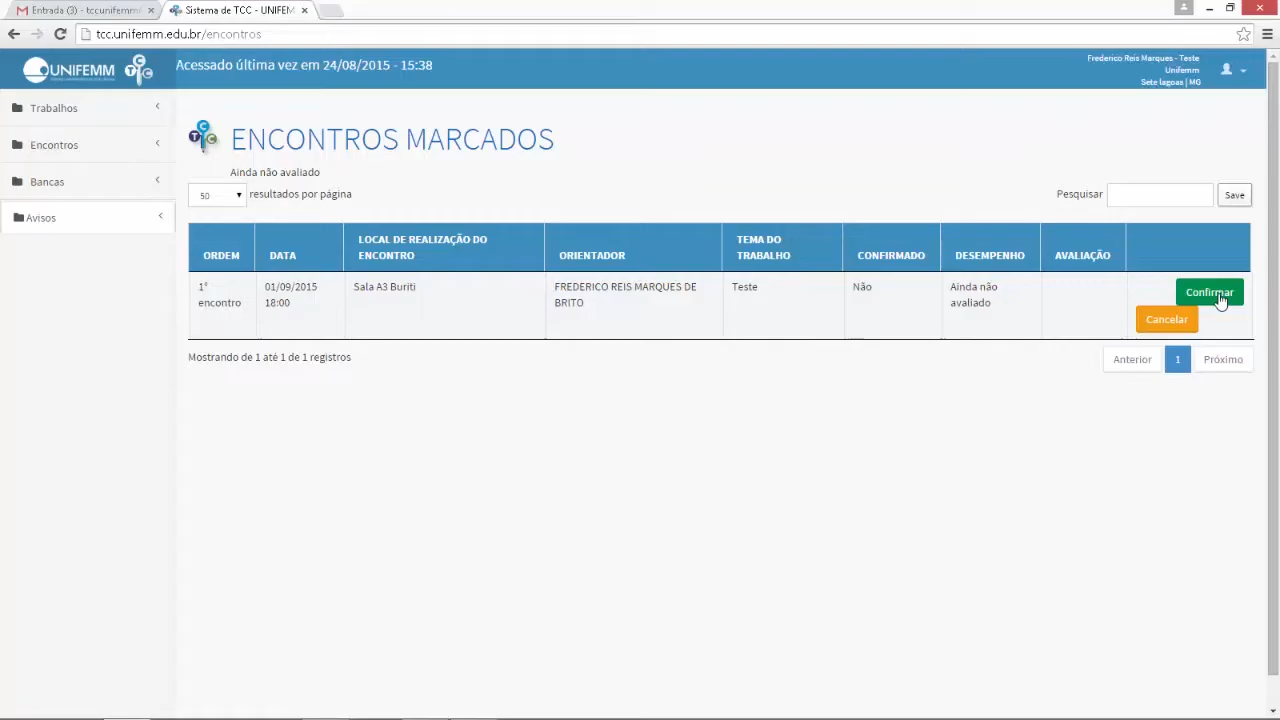 Entrada (3) - tccunifemm
Sistema de TCC - UNIFEM
tcc.unifemm.edu.br/encontros
UNIFEMM
TCC
Acessado última vez em 24/08/2015 - 15:38
Frederico Reis Marques - Teste
Unifemm
Sete lagoas | MG
Trabalhos
Encontros
Bancas
Avisos
TCC
ENCONTROS MARCADOS
Ainda não avaliado
50 resultados por página
Pesquisar Save
ORDEM DATA LOCAL DE REALIZAÇÃO DO ENCONTRO ORIENTADOR TEMA DO TRABALHO CONFIRMADO DESEMPENHO AVALIAÇÃO
1° encontro 01/09/2015 18:00 Sala A3 Buriti FREDERICO REIS MARQUES DE BRITO Teste Não Ainda não avaliado
Confirmar
Cancelar
Mostrando de 1 até 1 de 1 registros
Anterior 1 Próximo